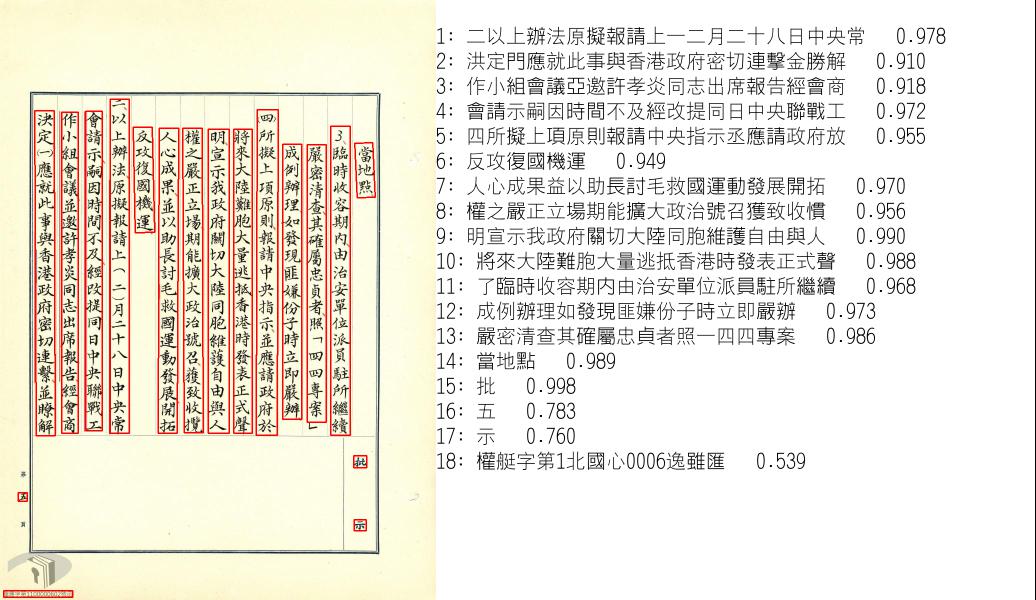 當地點
3、臨時收容期內由治安單位派員駐所繼續
嚴密清查其確屬忠貞者照「四四專案」
成例辦理如發現匪嫌份子時立即嚴辦
四所擬上項原則報請中央指示並應請政府於
將來大陸難胞大量逃抵香港時發表正式聲
明宣示我政府關切大陸同胞維護自由與人
權之嚴正立場期能擴大政治號召獲致收攬
人心成果並以助長討毛救國運動發展開拓
反攻復國機運
二、以上辦法原擬報請上(十二)月二十八日中央常
會請示嗣因時間不及經改提同日中央聯戰工
作小組會議並邀許孝炎同志出席報告經會商
決定㈠應就此事與香港政府密切連繫並瞭解
批
示
第五頁
1: 二以上辦法原擬報請上一二月二十八日中央常 0.978
2: 洪定門應就此事與香港政府密切連擊金勝解 0.910
3: 作小組會議亞邀許孝炎同志出席報告經會商 0.918
4: 會請示嗣因時間不及經改提同日中央聯戰工 0.972
5: 四所擬上項原則報請中央指示丞應請政府放 0.955
6: 反攻復國機運 0.949
7: 人心成果益以助長討毛救國運動發展開拓 0.970
8: 權之嚴正立場期能擴大政治號召獲致收慣 0.956
9: 明宣示我政府關切大陸同胞維護自由與人 0.990
10: 將來大陸難胞大量逃抵香港時發表正式聲 0.988
11: 了臨時收容期內由治安單位派員駐所繼續 0.968
12: 成例辦理如發現匪嫌份子時立即嚴辦 0.973
13: 嚴密清查其確屬忠貞者照一四四專案 0.986
14: 當地點 0.989
15: 批 0.998
16: 五 0.783
17: 示 0.760
18: 權艇字第1北國心0006逸雖匯 0.539